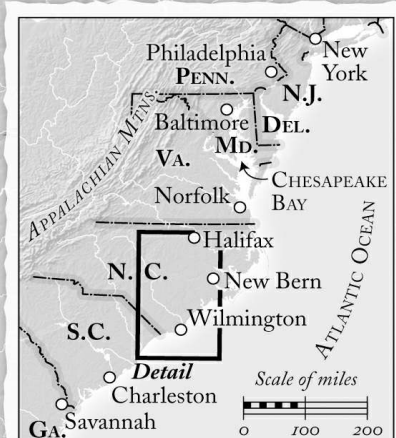 Philadelphia
New
York
PENN.
N.J.
APPALACHIAN MTNS.
Baltimore
DEL.
MD.
VA.
CHESAPEAKE
BAY
Norfolk
Halifax
N. C.
New Bern
ATLANTIC OCEAN
Wilmington
S.C.
Detail
Scale of miles
Charleston
0 100 200
GA.
Savannah